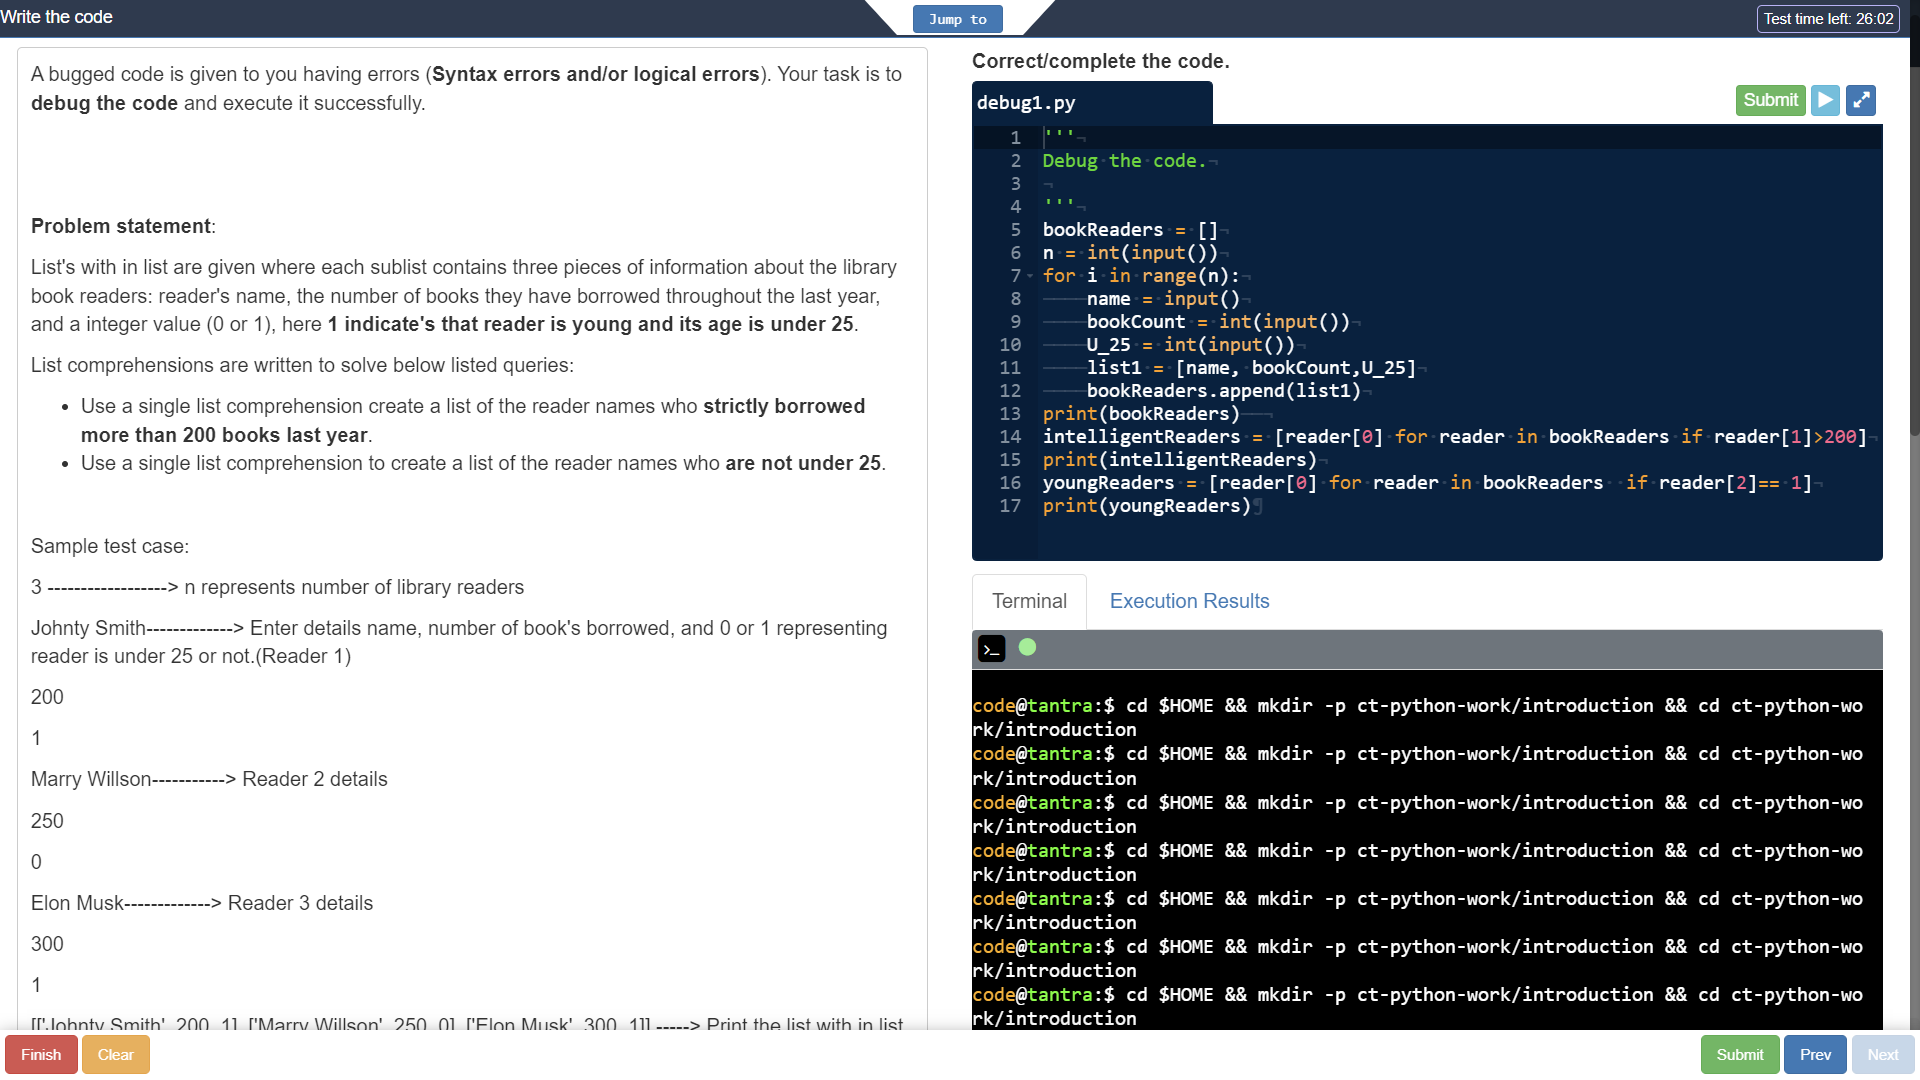 Write the code
Jump to
Test time left: 26:02
A bugged code is given to you having errors (Syntax errors and/or logical errors). Your task is to
debug the code and execute it successfully.
Problem statement:
List's with in list are given where each sublist contains three pieces of information about the library
book readers: reader's name, the number of books they have borrowed throughout the last year,
and a integer value (0 or 1), here 1 indicate's that reader is young and its age is under 25.
List comprehensions are written to solve below listed queries:
• Use a single list comprehension create a list of the reader names who strictly borrowed
more than 200 books last year.
• Use a single list comprehension to create a list of the reader names who are not under 25.
Sample test case:
3 ------------------> n represents number of library readers
Johnty Smith-------------> Enter details name, number of book's borrowed, and 0 or 1 representing
reader is under 25 or not.(Reader 1)
200
1
Marry Willson-----------> Reader 2 details
250
0
Elon Musk-------------> Reader 3 details
300
1
[['Johnty Smith', 200, 1], ['Marry Willson', 250, 0], ['Elon Musk', 300, 1]] -----> Print the list with in list
Correct/complete the code.
debug1.py
Submit
1 '''
2 Debug the code.
3
4 '''
5 bookReaders = []
6 n = int(input())
7 for i in range(n):
8 name = input()
9 bookCount = int(input())
10 U_25 = int(input())
11 list1 = [name, bookCount,U_25]
12 bookReaders.append(list1)
13 print(bookReaders)
14 intelligentReaders = [reader[0] for reader in bookReaders if reader[1]>200]
15 print(intelligentReaders)
16 youngReaders = [reader[0] for reader in bookReaders  if reader[2]== 1]
17 print(youngReaders)
Terminal
Execution Results
>_
code@tantra:$ cd $HOME && mkdir -p ct-python-work/introduction && cd ct-python-wo
rk/introduction
code@tantra:$ cd $HOME && mkdir -p ct-python-work/introduction && cd ct-python-wo
rk/introduction
code@tantra:$ cd $HOME && mkdir -p ct-python-work/introduction && cd ct-python-wo
rk/introduction
code@tantra:$ cd $HOME && mkdir -p ct-python-work/introduction && cd ct-python-wo
rk/introduction
code@tantra:$ cd $HOME && mkdir -p ct-python-work/introduction && cd ct-python-wo
rk/introduction
code@tantra:$ cd $HOME && mkdir -p ct-python-work/introduction && cd ct-python-wo
rk/introduction
code@tantra:$ cd $HOME && mkdir -p ct-python-work/introduction && cd ct-python-wo
rk/introduction
Finish
Clear
Submit
Prev
Next